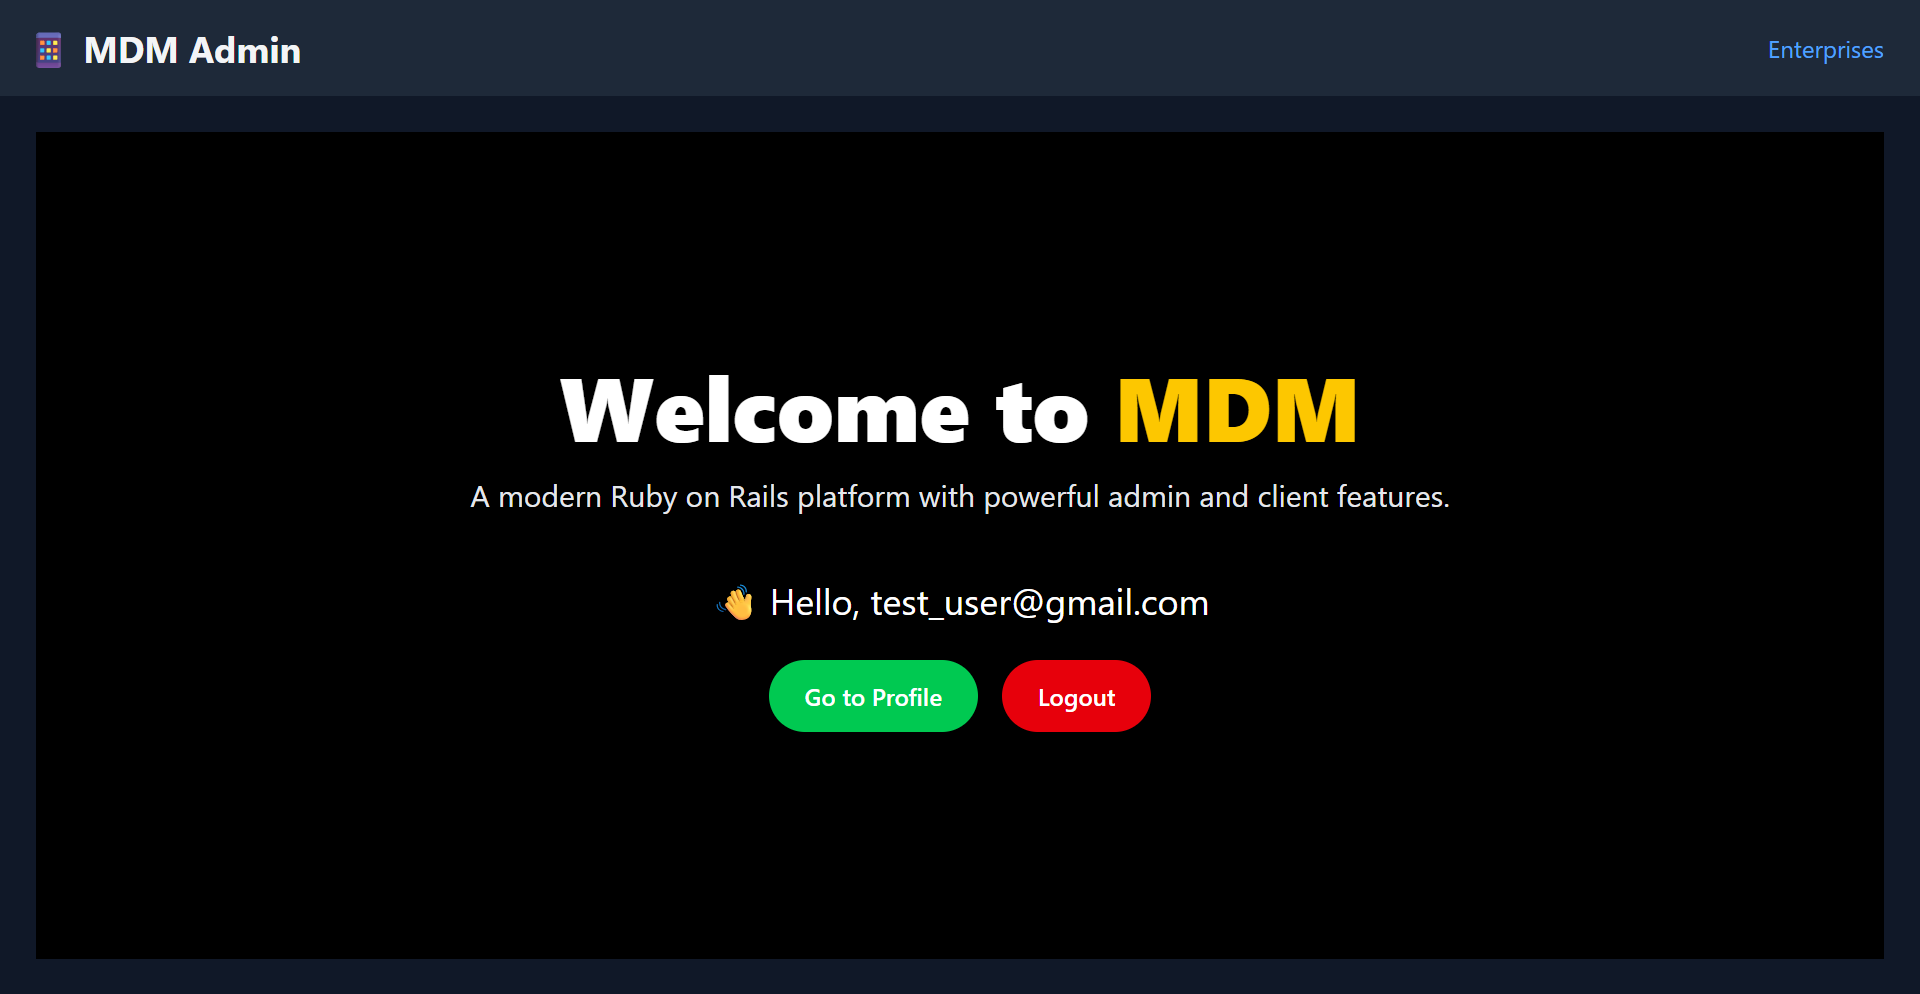 MDM Admin
Enterprises
Welcome to MDM
A modern Ruby on Rails platform with powerful admin and client features.
👋 Hello, test_user@gmail.com
Go to Profile
Logout